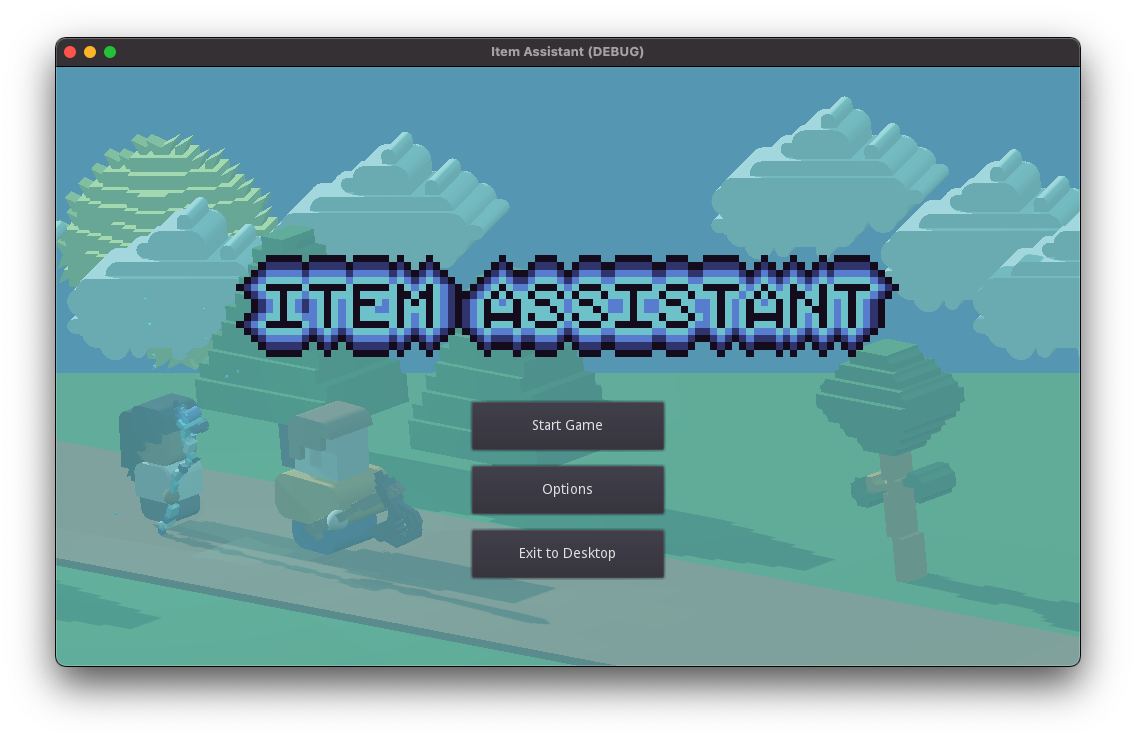 Item Assistant (DEBUG)
ITEM ASSISTANT
Start Game
Options
Exit to Desktop